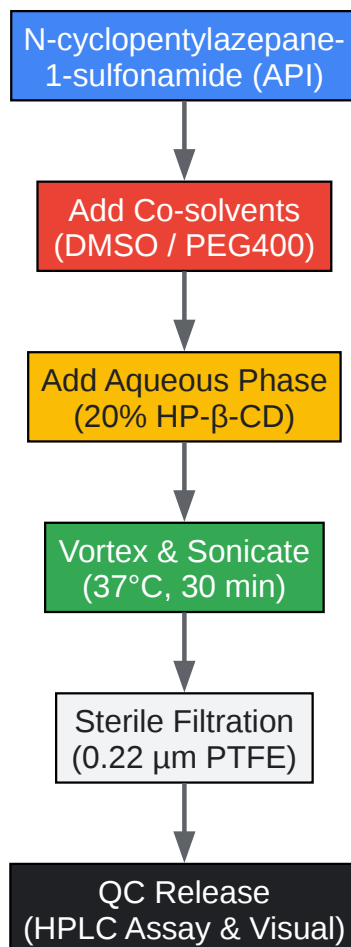 N-cyclopentylazepane-
1-sulfonamide (API)
Add Co-solvents
(DMSO / PEG400)
Add Aqueous Phase
(20% HP-β-CD)
Vortex & Sonicate
(37°C, 30 min)
Sterile Filtration
(0.22 µm PTFE)
QC Release
(HPLC Assay & Visual)